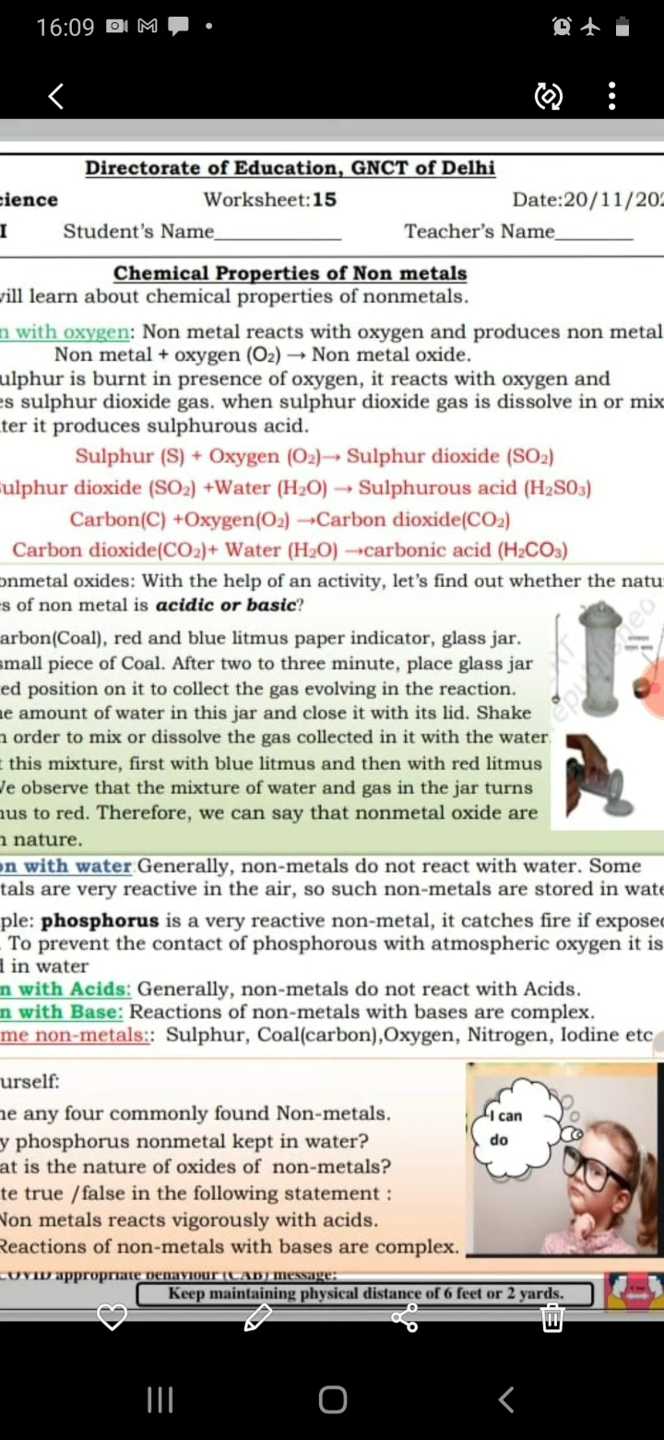 16:09
Directorate of Education, GNCT of Delhi
cience Worksheet:15 Date:20/11/202
I Student's Name____________ Teacher's Name________
Chemical Properties of Non metals
will learn about chemical properties of nonmetals.
n with oxygen: Non metal reacts with oxygen and produces non metal
Non metal + oxygen (O₂) → Non metal oxide.
ulphur is burnt in presence of oxygen, it reacts with oxygen and
es sulphur dioxide gas. when sulphur dioxide gas is dissolve in or mix
ter it produces sulphurous acid.
Sulphur (S) + Oxygen (O₂)→ Sulphur dioxide (SO₂)
Sulphur dioxide (SO₂) +Water (H₂O) → Sulphurous acid (H₂S0₃)
Carbon(C) +Oxygen(O₂) →Carbon dioxide(CO₂)
Carbon dioxide(CO₂)+ Water (H₂O) →carbonic acid (H₂CO₃)
onmetal oxides: With the help of an activity, let's find out whether the natu
s of non metal is acidic or basic?
arbon(Coal), red and blue litmus paper indicator, glass jar.
small piece of Coal. After two to three minute, place glass jar
ed position on it to collect the gas evolving in the reaction.
ne amount of water in this jar and close it with its lid. Shake
n order to mix or dissolve the gas collected in it with the water.
t this mixture, first with blue litmus and then with red litmus
We observe that the mixture of water and gas in the jar turns
nus to red. Therefore, we can say that nonmetal oxide are
n nature.
on with water:Generally, non-metals do not react with water. Some
tals are very reactive in the air, so such non-metals are stored in wate
ple: phosphorus is a very reactive non-metal, it catches fire if exposed
. To prevent the contact of phosphorous with atmospheric oxygen it is
d in water
n with Acids: Generally, non-metals do not react with Acids.
n with Base: Reactions of non-metals with bases are complex.
me non-metals:: Sulphur, Coal(carbon),Oxygen, Nitrogen, Iodine etc
urself:
ne any four commonly found Non-metals.
y phosphorus nonmetal kept in water?
at is the nature of oxides of non-metals?
te true /false in the following statement :
Non metals reacts vigorously with acids.
Reactions of non-metals with bases are complex.
I can
do
COVID appropriate behaviour (CAB) message:
Keep maintaining physical distance of 6 feet or 2 yards.